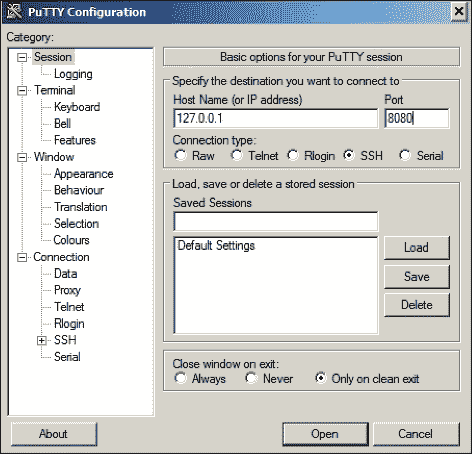 PuTTY Configuration
Category:
Session
Logging
Terminal
Keyboard
Bell
Features
Window
Appearance
Behaviour
Translation
Selection
Colours
Connection
Data
Proxy
Telnet
Rlogin
SSH
Serial
About
Basic options for your PuTTY session
Specify the destination you want to connect to
Host Name (or IP address) Port
127.0.0.1 8080
Connection type:
Raw Telnet Rlogin SSH Serial
Load, save or delete a stored session
Saved Sessions
Default Settings
Load
Save
Delete
Close window on exit:
Always Never Only on clean exit
Open Cancel